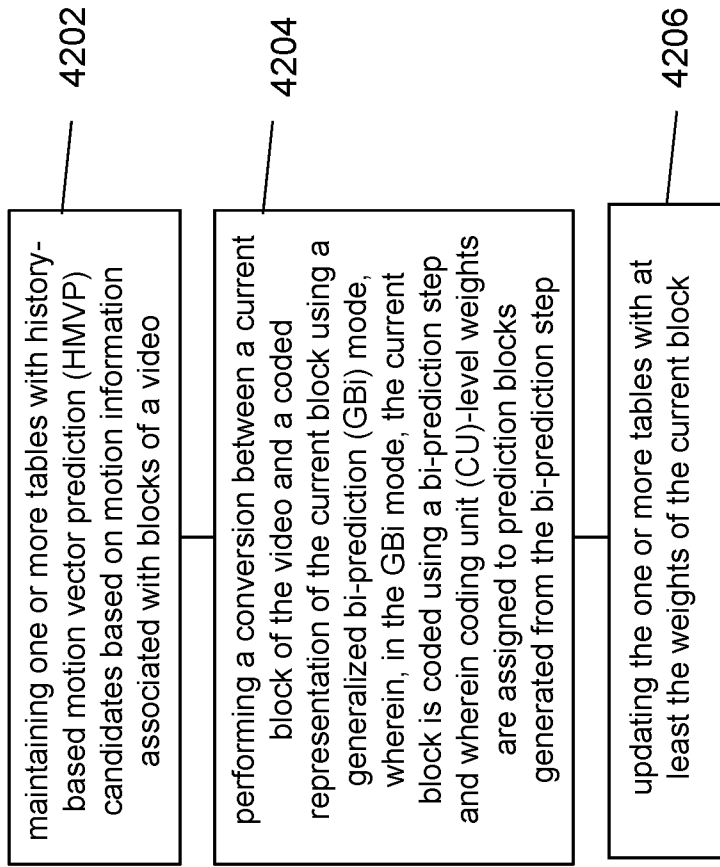 maintaining one or more tables with history-
based motion vector prediction (HMVP)
candidates based on motion information
associated with blocks of a video
4202
performing a conversion between a current
block of the video and a coded
representation of the current block using a
generalized bi-prediction (GBi) mode,
wherein, in the GBi mode, the current
block is coded using a bi-prediction step
and wherein coding unit (CU)-level weights
are assigned to prediction blocks
generated from the bi-prediction step
4204
updating the one or more tables with at
least the weights of the current block
4206